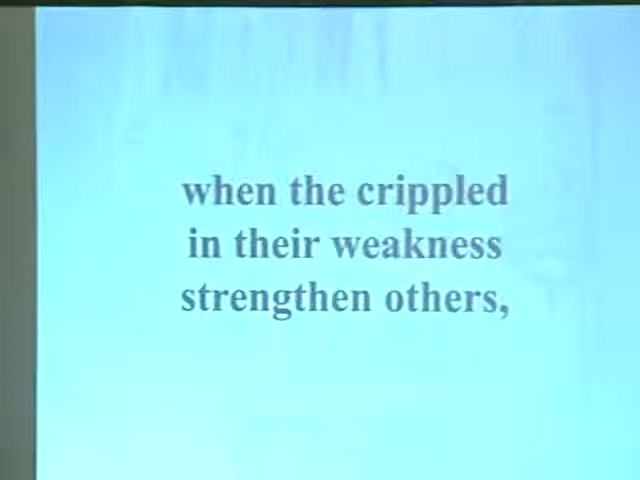 when the crippled
in their weakness
strengthen others,